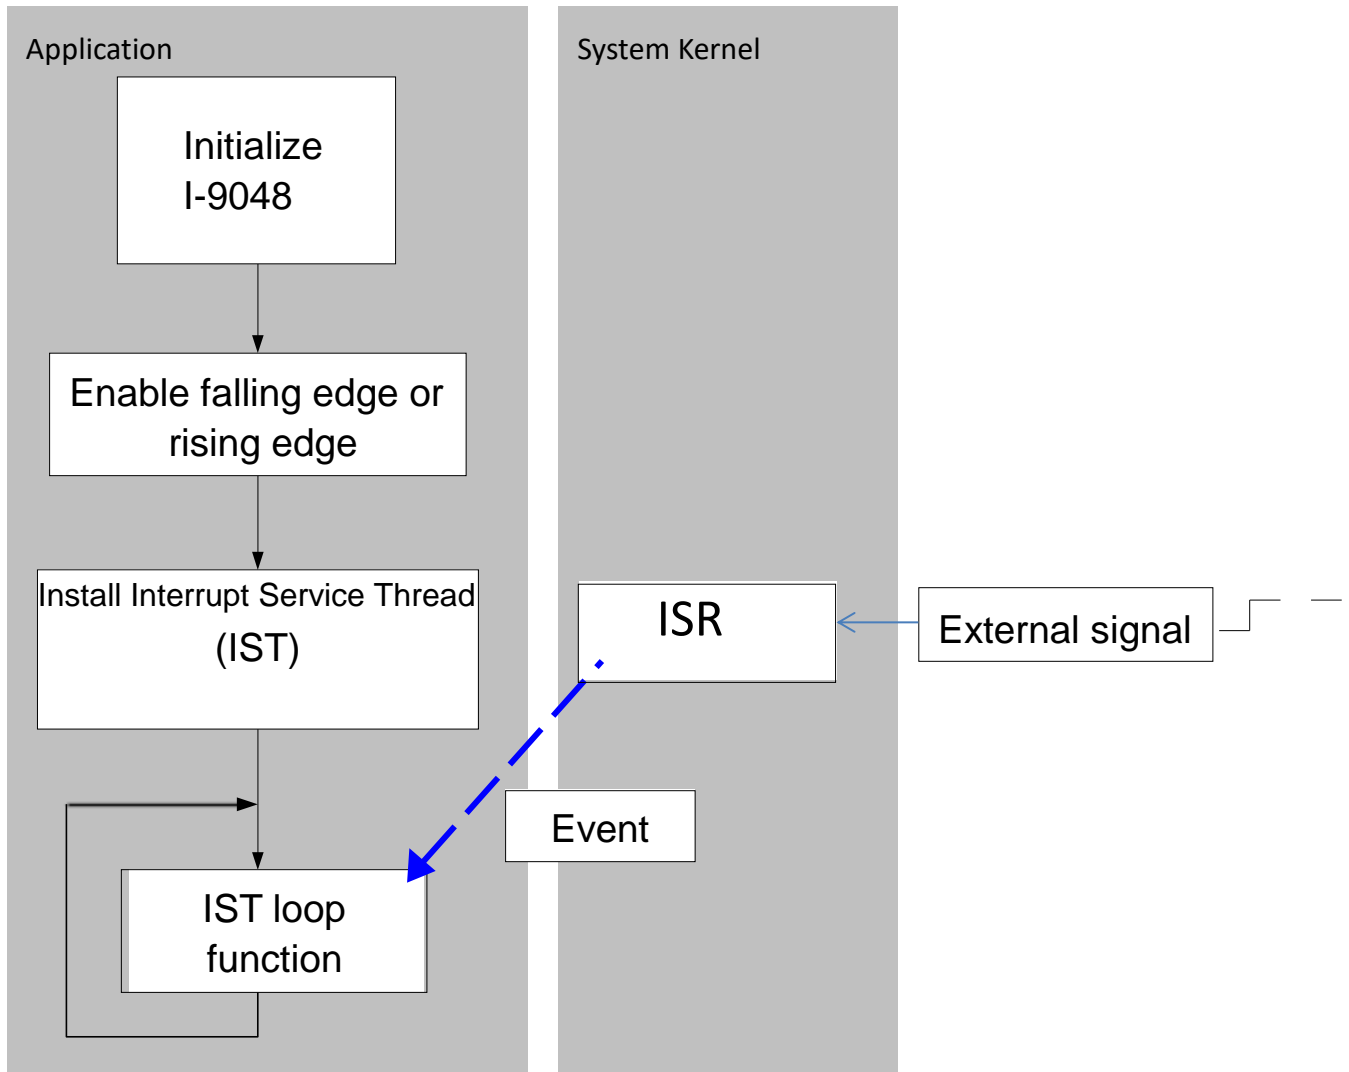 Application
Initialize
I-9048
Enable falling edge or
rising edge
Install Interrupt Service Thread
(IST)
IST loop
function
System Kernel
ISR
Event
External signal